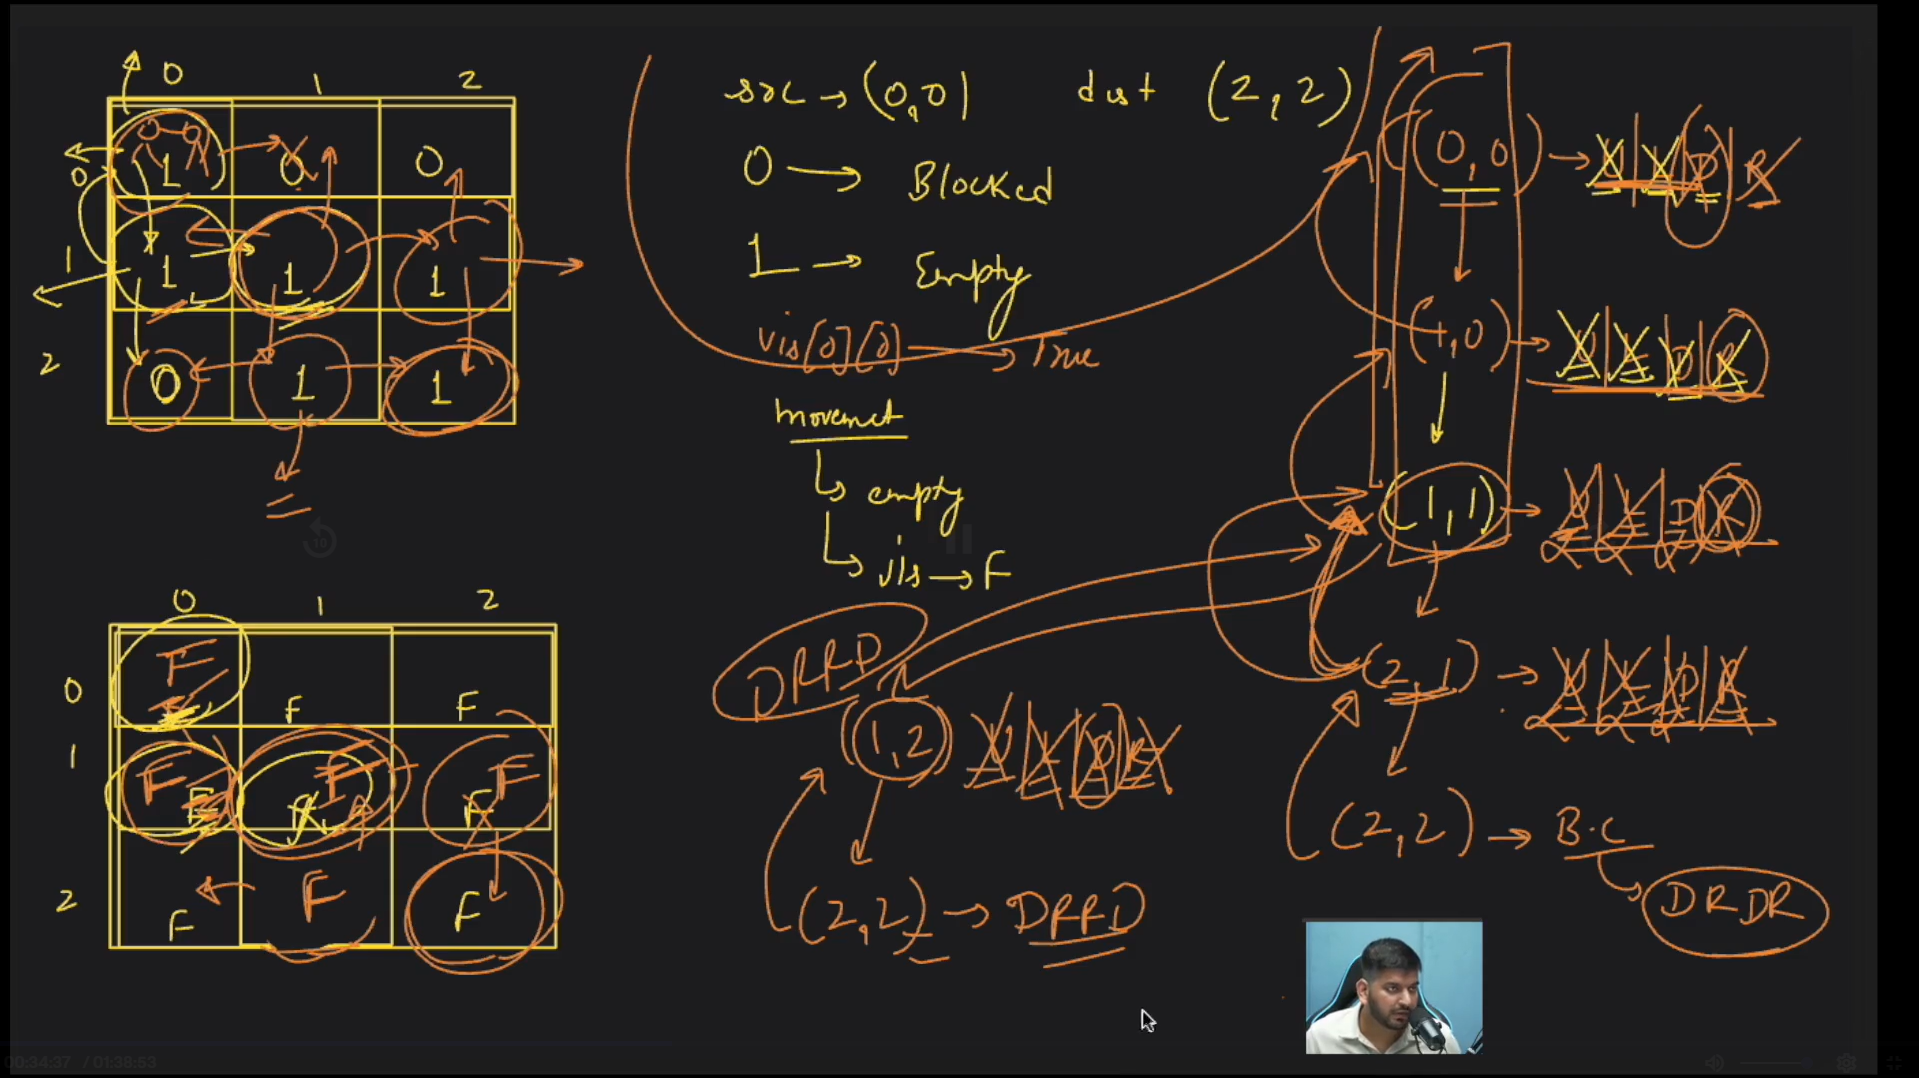 0 1 2
0 1 0 0
1 1 1 1
2 0 1 1
src → (0,0) dist (2,2)
0 → Blocked
1 → Empty
vis[0][0] → True
movemet
empty
vis → F
0 1 2
0 F F F
1 F F F F
2 F F F
DRRD
(1,2) U|L|D|R
(2,2) → DRRD
(0,0) → U|L|D|R
(1,0) → U|L|D|R
(1,1) → U|L|D|R
(2,1) → U|L|D|R
(2,2) → B.C
DRDR
10
00:34:37 / 01:38:53